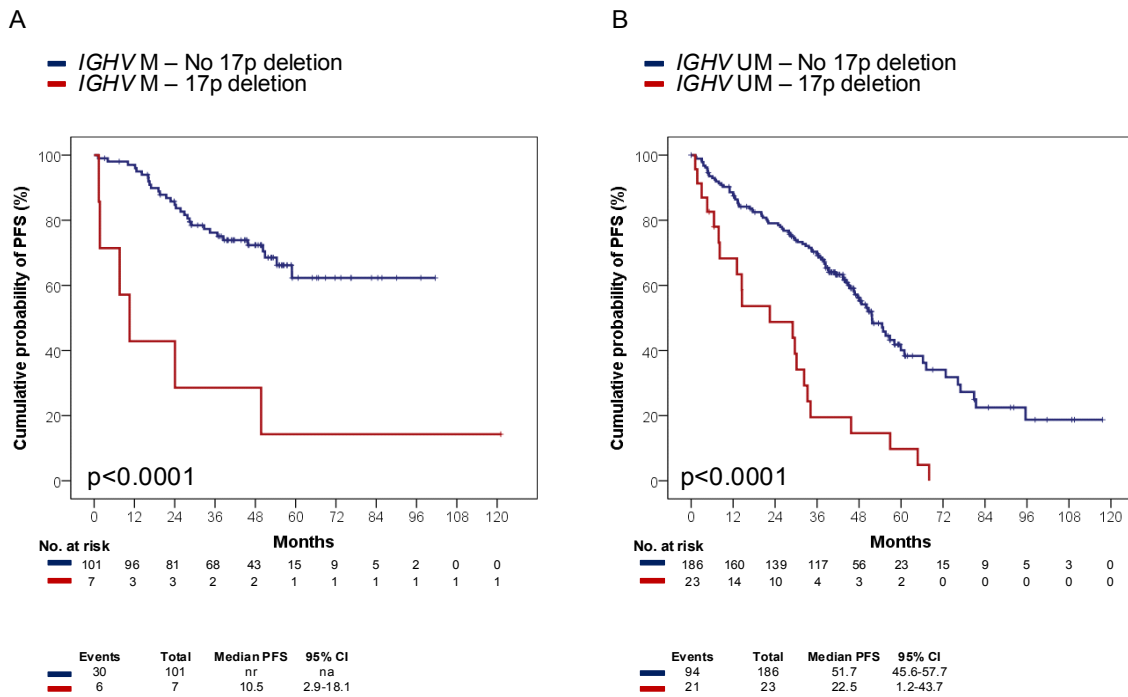 A
IGHV M – No 17p deletion
IGHV M – 17p deletion
Cumulative probability of PFS (%)
100
80
60
40
20
0
p<0.0001
0 12 24 36 48 60 72 84 96 108 120
Months
No. at risk
101 96 81 68 43 15 9 5 2 0 0
7 3 3 2 2 1 1 1 1 1 1
Events Total Median PFS 95% CI
30 101 nr na
6 7 10.5 2.9-18.1
B
IGHV UM – No 17p deletion
IGHV UM – 17p deletion
Cumulative probability of PFS (%)
100
80
60
40
20
0
p<0.0001
0 12 24 36 48 60 72 84 96 108 120
Months
No. at risk
186 160 139 117 56 23 15 9 5 3 0
23 14 10 4 3 2 0 0 0 0 0
Events Total Median PFS 95% CI
94 186 51.7 45.6-57.7
21 23 22.5 1.2-43.7